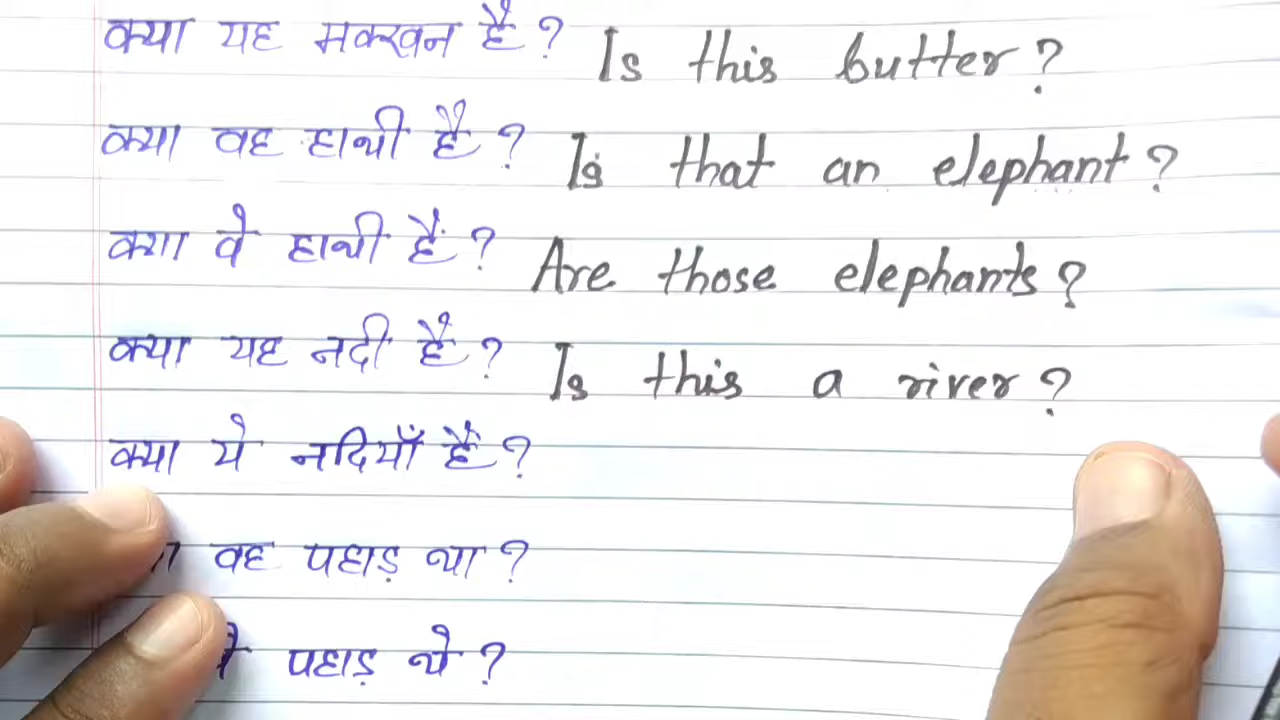 क्या यह मक्खन है ? Is this butter ?
क्या वह हाथी है ? Is that an elephant ?
क्या वे हाथी हैं ? Are those elephants ?
क्या यह नदी है ? Is this a river ?
क्या ये नदियाँ हैं ?
वह पहाड़ था ?
पहाड़ थे ?